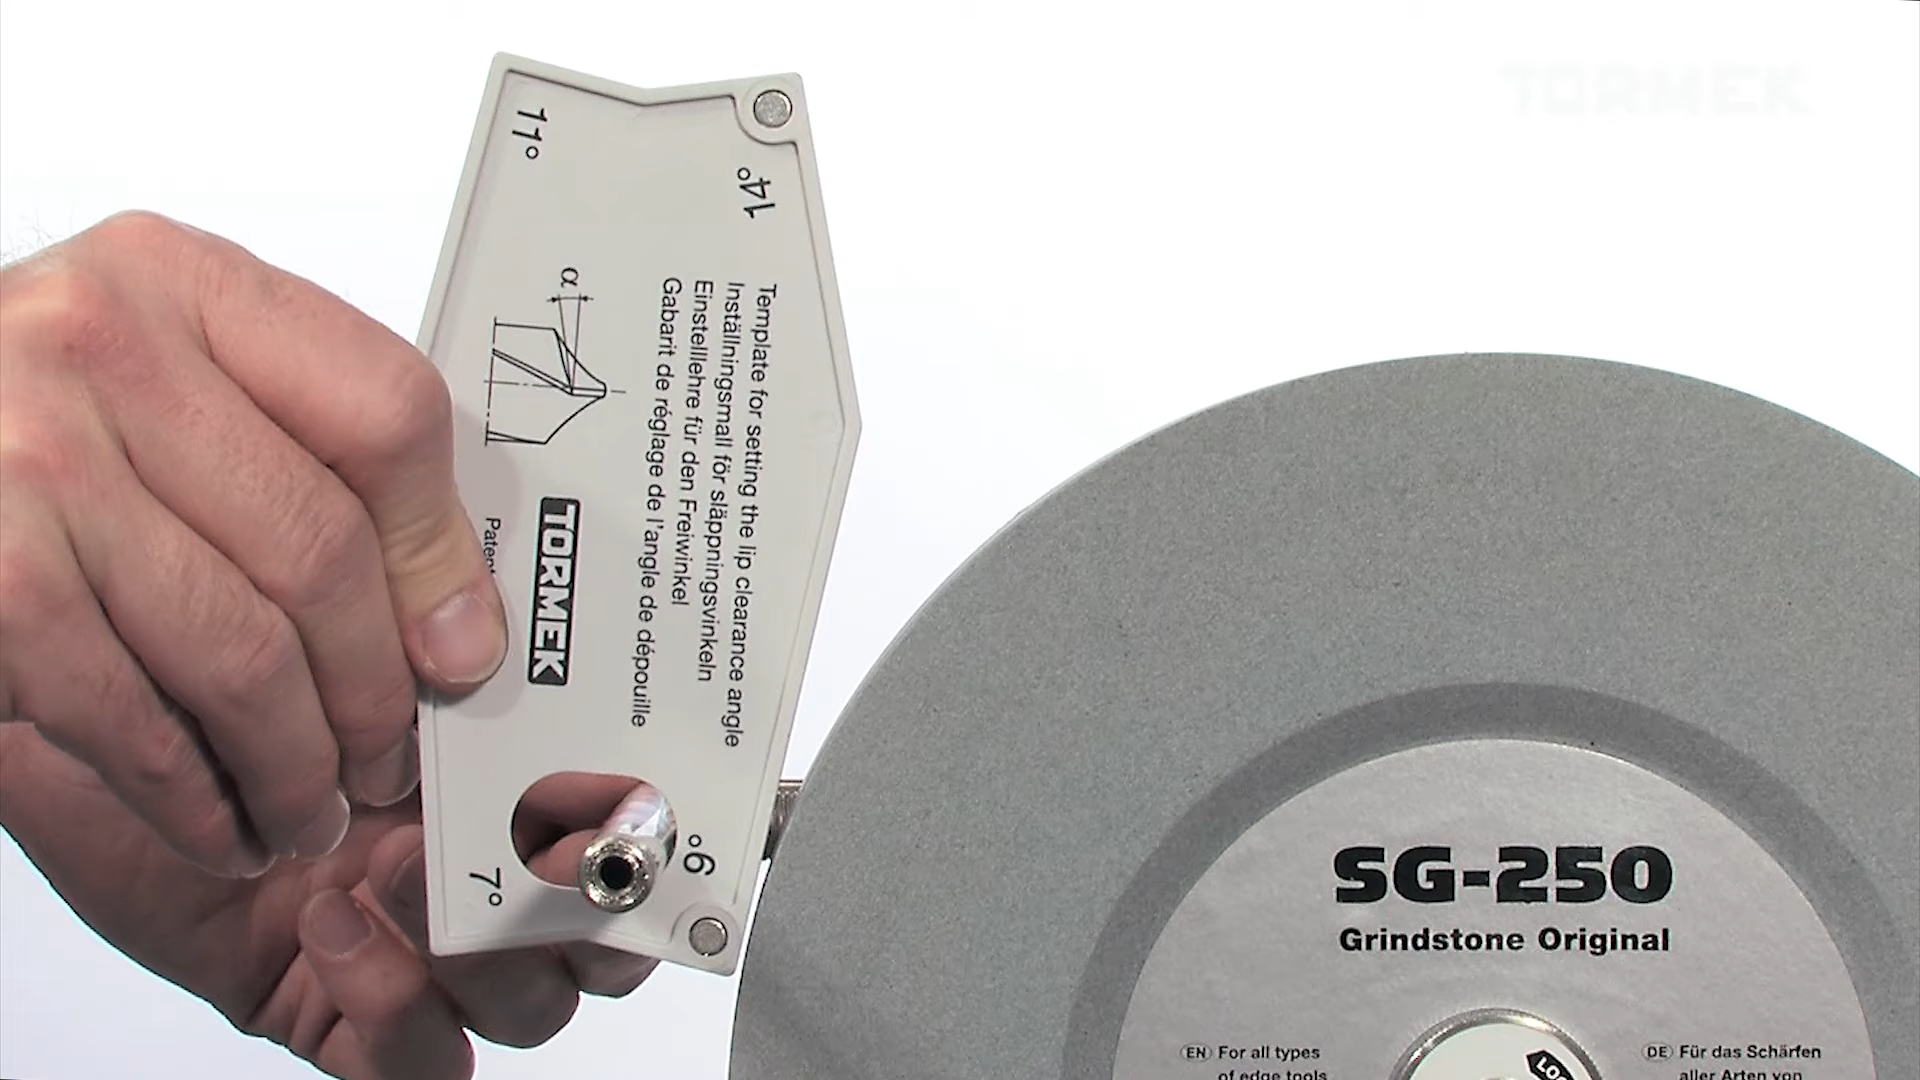 TORMEK
11°
14°
Template for setting the lip clearance angle
Inställningsmall för släppningsvinkeln
Einstelllehre für den Freiwinkel
Gabarit de réglage de l'angle de dépouille
α
TORMEK
7°
9°
SG-250
Grindstone Original
EN For all types
of edge tools
DE Für das Schärfen
aller Arten von